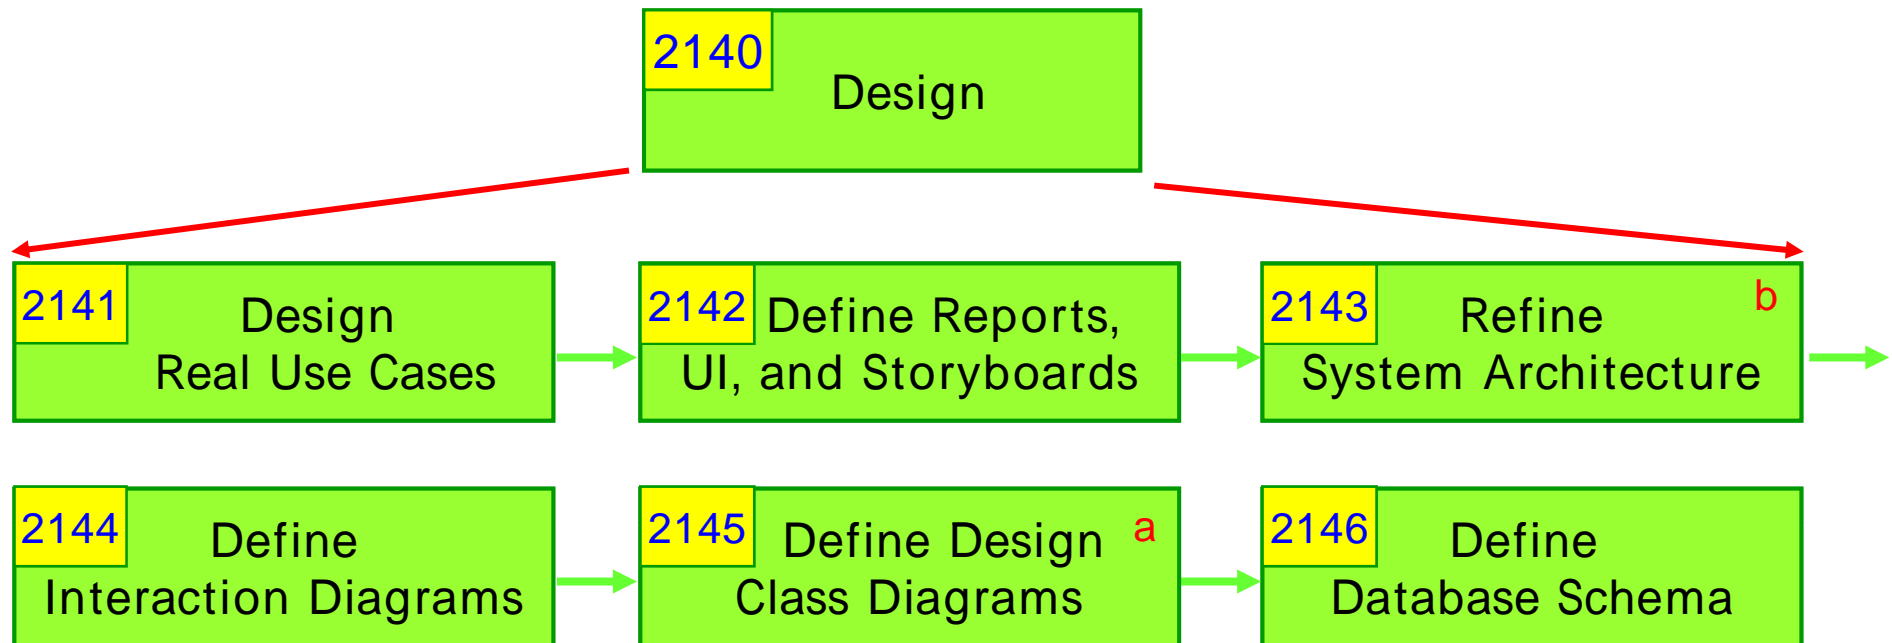 2140
Design
2141
Design
Real Use Cases
2142
Define Reports,
UI, and Storyboards
2143
Refine
b
System Architecture
2144
Define
Interaction Diagrams
2145
Define Design
a
Class Diagrams
2146
Define
Database Schema